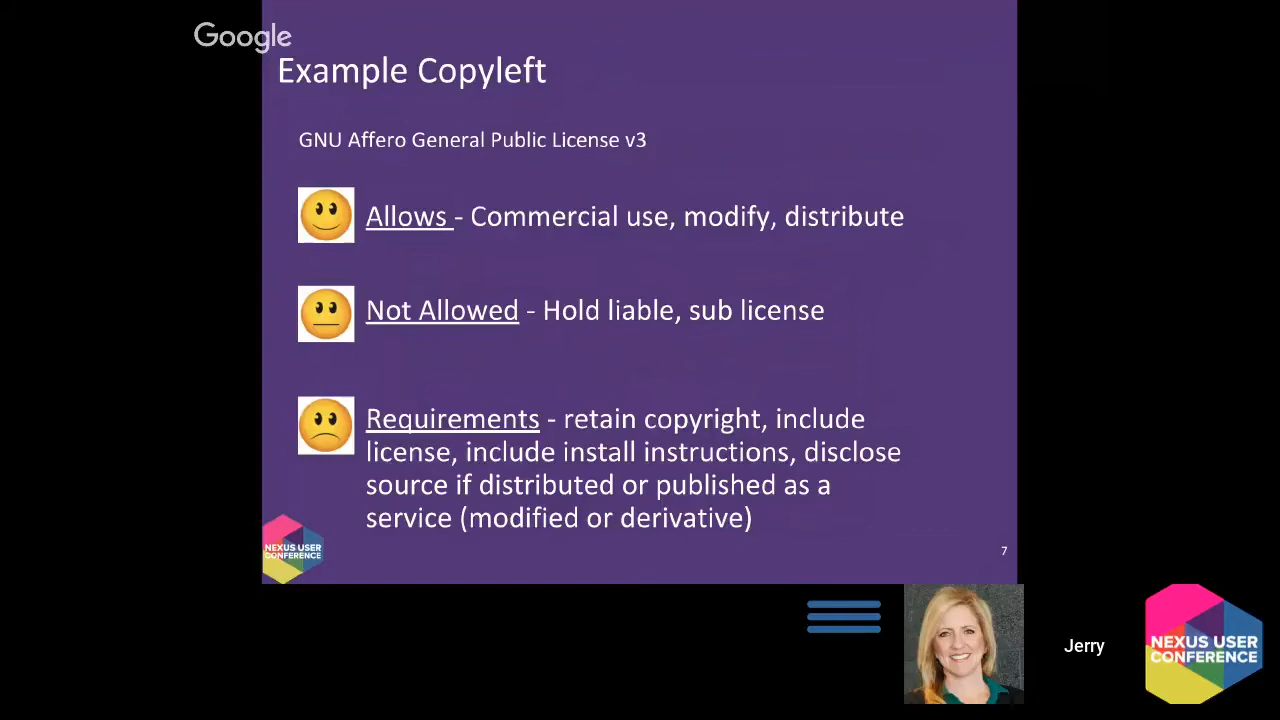 Google
Example Copyleft
GNU Affero General Public License v3
Allows - Commercial use, modify, distribute
Not Allowed - Hold liable, sub license
Requirements - retain copyright, include
license, include install instructions, disclose
source if distributed or published as a
service (modified or derivative)
NEXUS USER
CONFERENCE
7
Jerry
NEXUS USER
CONFERENCE